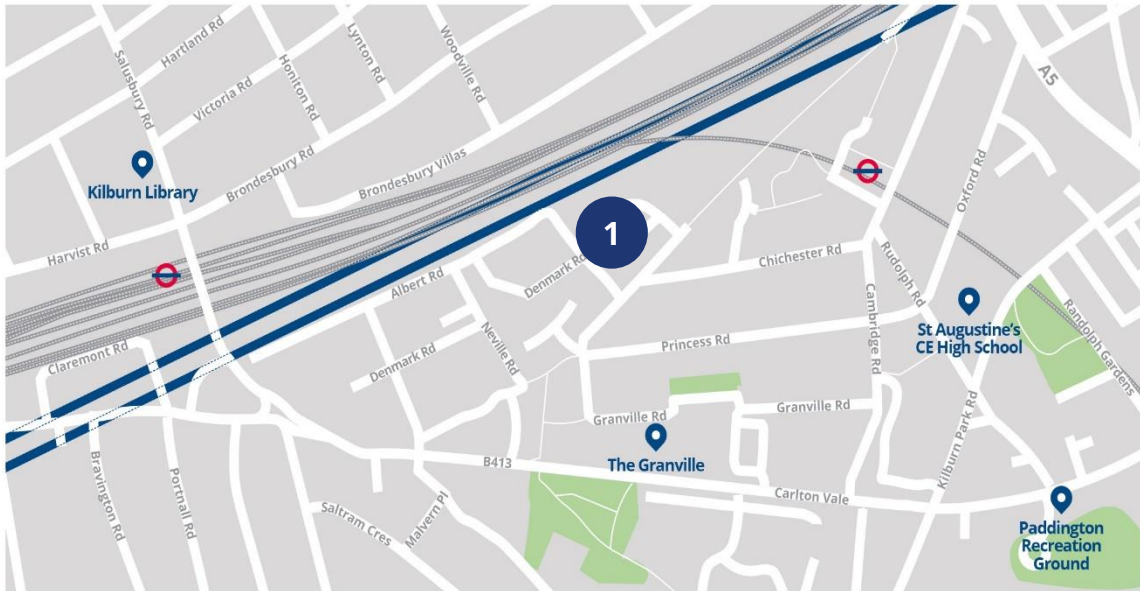 Salusbury Rd
Hartland Rd
Lynton Rd
Woodville Rd
A5
Victoria Rd
Honiton Rd
Kilburn Library
Brondesbury Rd
Brondesbury Villas
Oxford Rd
Harvist Rd
1
Albert Rd
Denmark Rd
Chichester Rd
Rudolph Rd
Cambridge Rd
St Augustine's
CE High School
Randolph Gardens
Claremont Rd
Neville Rd
Denmark Rd
Princess Rd
Granville Rd
Granville Rd
Kilburn Park Rd
The Granville
B413
Carlton Vale
Bravington Rd
Portnall Rd
Saltram Cres
Malvern Pl
Paddington
Recreation
Ground